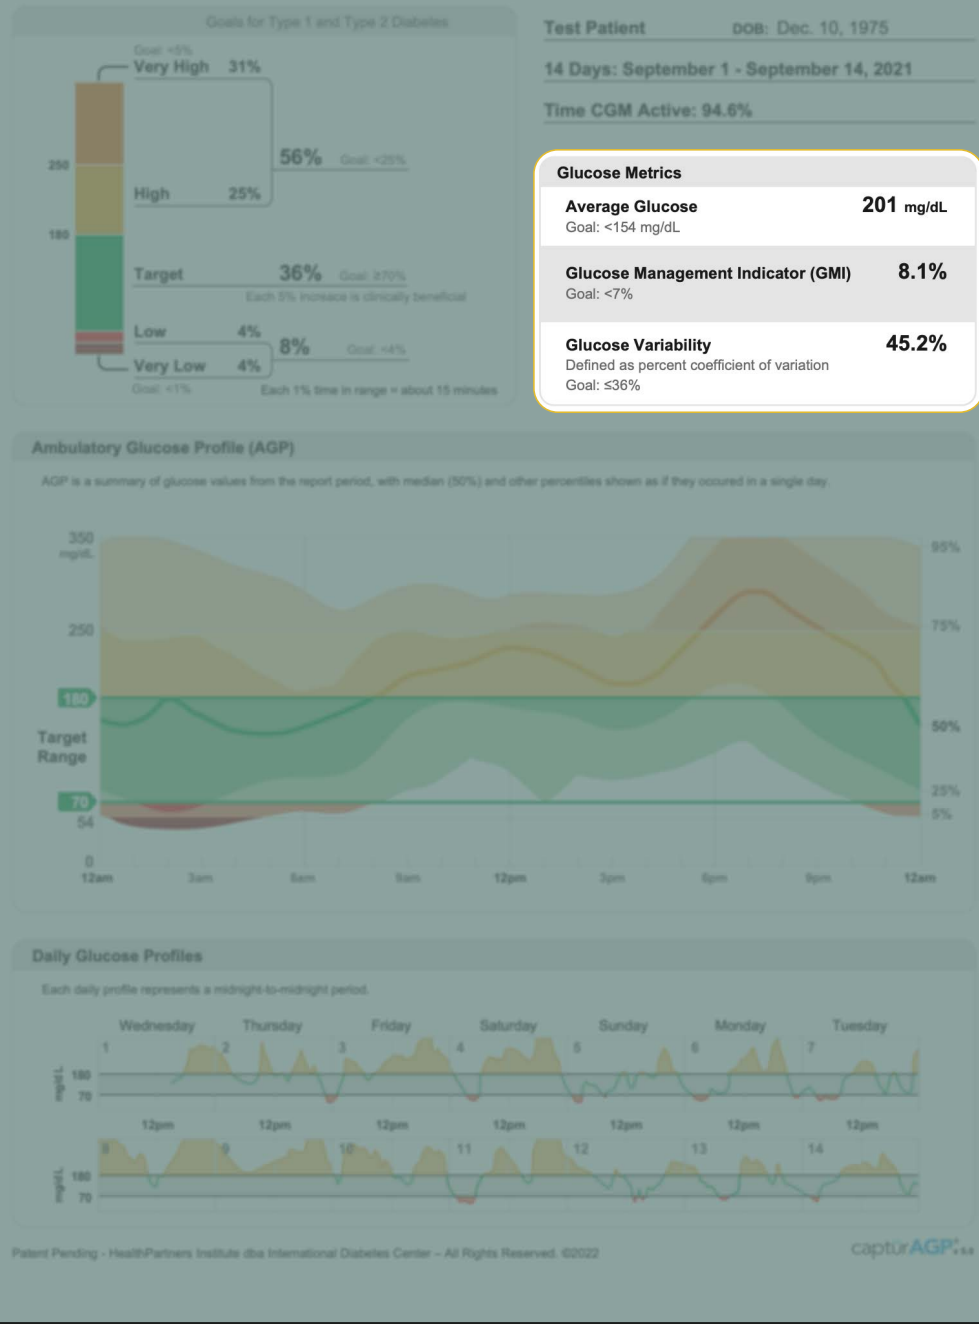 Goals for Type 1 and Type 2 Diabetes
Goal: <5%
Very High 31%
250
56% Goal: <25%
High 25%
180
Target 36% Goal: ≥70%
Each 5% increase is clinically beneficial
Low 4%
8% Goal: <4%
Very Low 4%
Goal: <1% Each 1% time in range = about 15 minutes
Test Patient DOB: Dec. 10, 1975
14 Days: September 1 - September 14, 2021
Time CGM Active: 94.6%
Glucose Metrics
Average Glucose 201 mg/dL
Goal: <154 mg/dL
Glucose Management Indicator (GMI) 8.1%
Goal: <7%
Glucose Variability 45.2%
Defined as percent coefficient of variation
Goal: ≤36%
Ambulatory Glucose Profile (AGP)
AGP is a summary of glucose values from the report period, with median (50%) and other percentiles shown as if they occured in a single day.
350 95%
mg/dL
250 75%
180
Target
Range
50%
70 25%
54 5%
0
12am 3am 6am 9am 12pm 3pm 6pm 9pm 12am
Daily Glucose Profiles
Each daily profile represents a midnight-to-midnight period.
Wednesday Thursday Friday Saturday Sunday Monday Tuesday
1 2 3 4 5 6 7
mg/dL 180
70
12pm 12pm 12pm 12pm 12pm 12pm 12pm
8 9 10 11 12 13 14
mg/dL 180
70
Patent Pending - HealthPartners Institute dba International Diabetes Center – All Rights Reserved. ©2022
captūrAGP